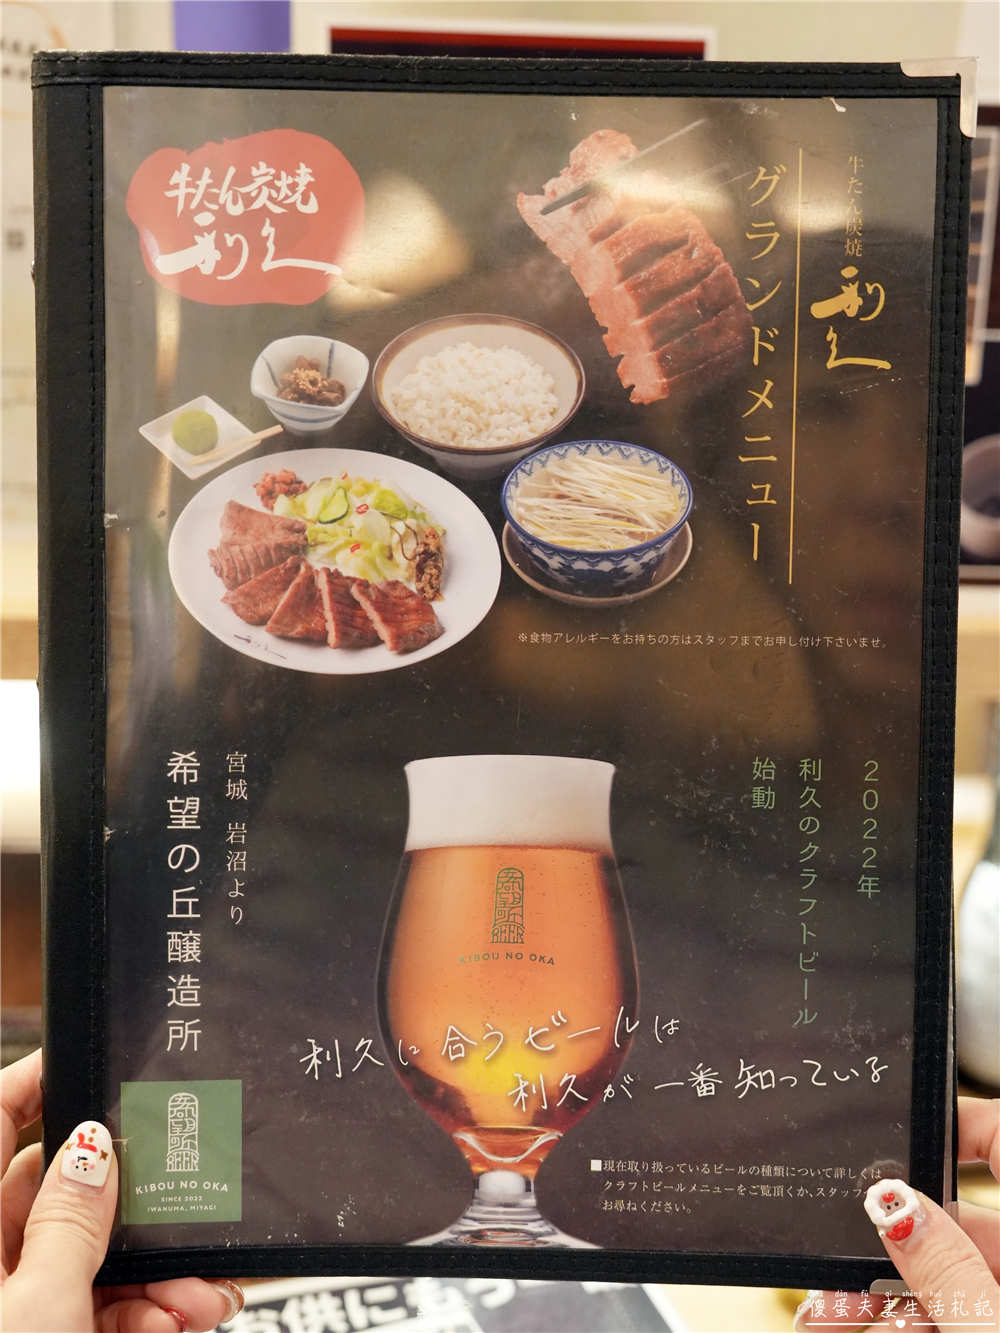 牛たん炭焼
利久
牛たん炭焼
利久
グランドメニュー
※食物アレルギーをお持ちの方はスタッフまでお申し付け下さいませ。
2022年
利久のクラフトビール
始動
宮城 岩沼より
希望の丘醸造所
KIBOU NO OKA
利久に合うビールは
利久が一番知っている
KIBOU NO OKA
SINCE 2022
IWANUMA, MIYAGI
■現在取り扱っているビールの種類について詳しくは
クラフトビールメニューをご覧頂くか、スタッフ
お尋ねください。
お供に
傻蛋夫妻生活札記